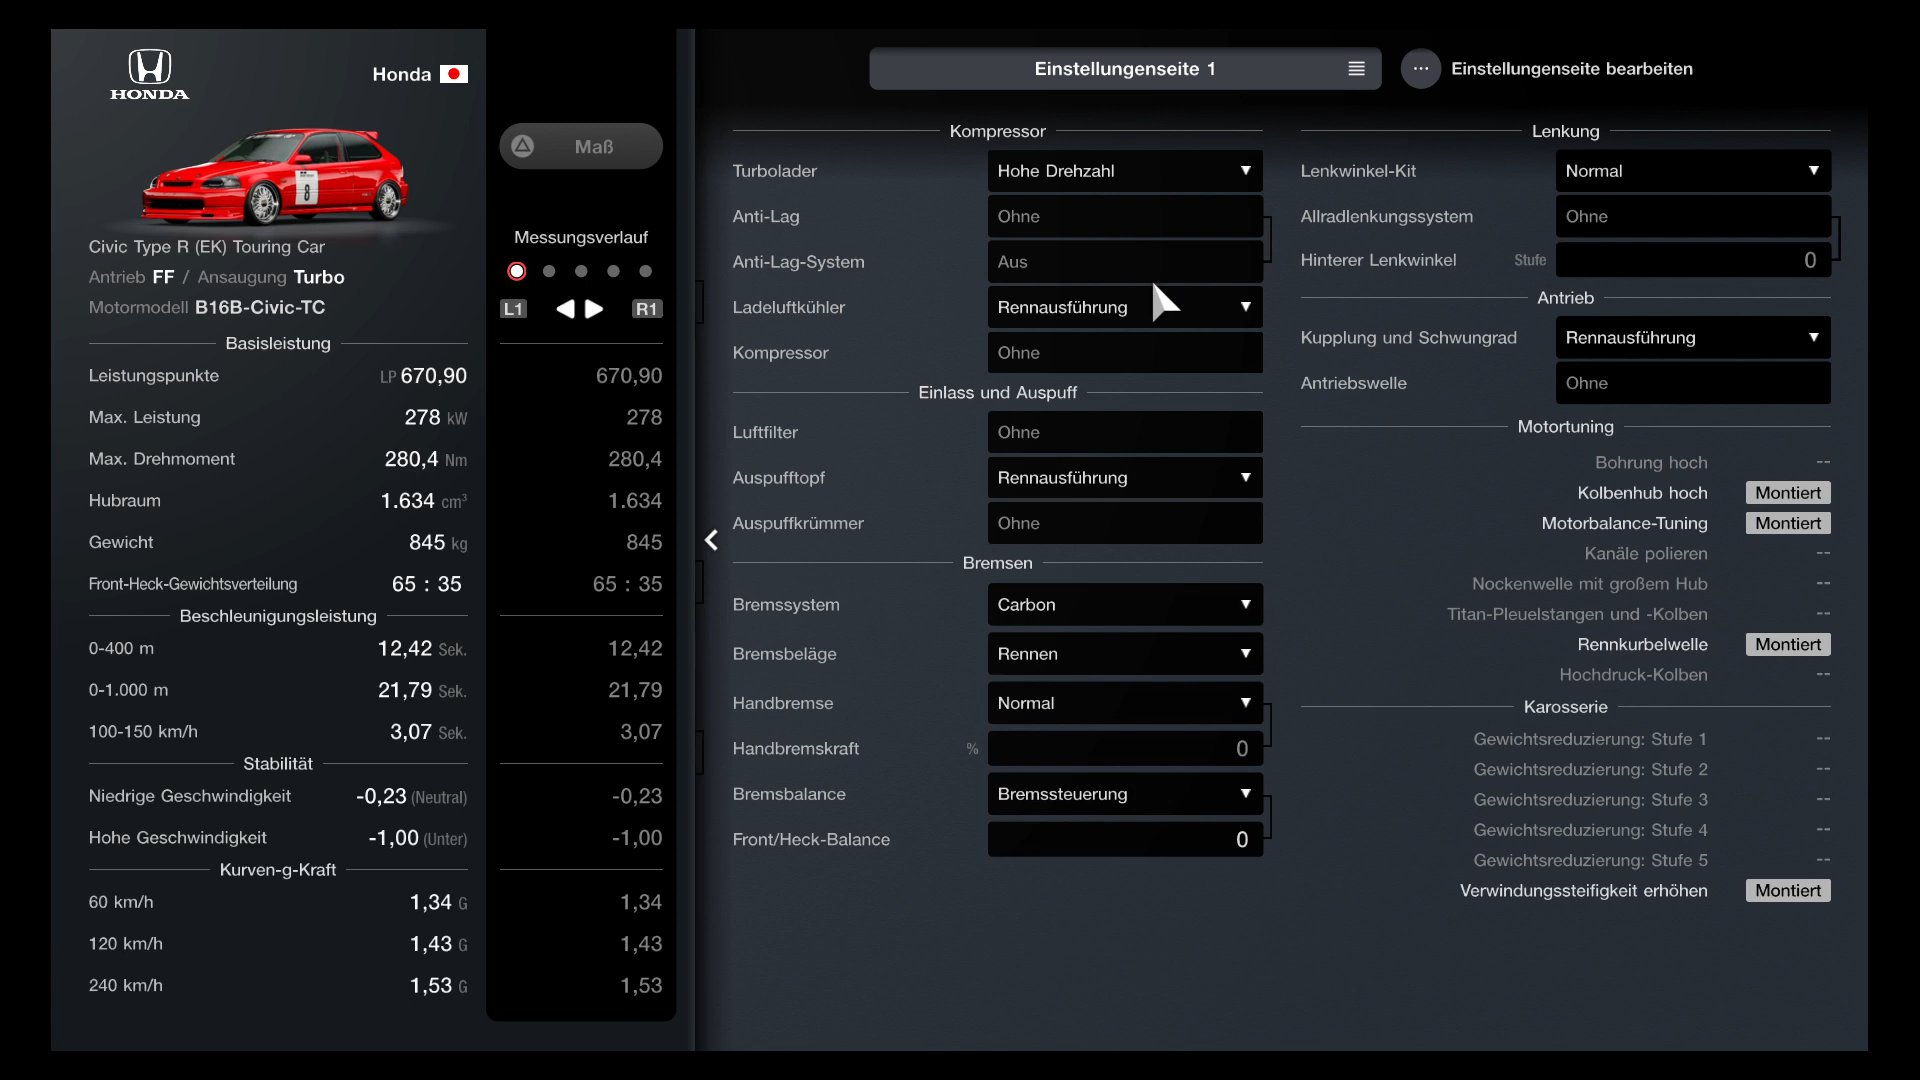 HONDA
Honda
8
Civic Type R (EK) Touring Car
Antrieb FF / Ansaugung Turbo
Motormodell B16B-Civic-TC
Basisleistung
Leistungspunkte LP 670,90 670,90
Max. Leistung 278 kW 278
Max. Drehmoment 280,4 Nm 280,4
Hubraum 1.634 cm³ 1.634
Gewicht 845 kg 845
Front-Heck-Gewichtsverteilung 65 : 35 65 : 35
Beschleunigungsleistung
0-400 m 12,42 Sek. 12,42
0-1.000 m 21,79 Sek. 21,79
100-150 km/h 3,07 Sek. 3,07
Stabilität
Niedrige Geschwindigkeit -0,23 (Neutral) -0,23
Hohe Geschwindigkeit -1,00 (Unter) -1,00
Kurven-g-Kraft
60 km/h 1,34 G 1,34
120 km/h 1,43 G 1,43
240 km/h 1,53 G 1,53
Maß
Messungsverlauf
L1 R1
Einstellungenseite 1
... Einstellungenseite bearbeiten
Kompressor
Turbolader Hohe Drehzahl
Anti-Lag Ohne
Anti-Lag-System Aus
Ladeluftkühler Rennausführung
Kompressor Ohne
Einlass und Auspuff
Luftfilter Ohne
Auspufftopf Rennausführung
Auspuffkrümmer Ohne
Bremsen
Bremssystem Carbon
Bremsbeläge Rennen
Handbremse Normal
Handbremskraft % 0
Bremsbalance Bremssteuerung
Front/Heck-Balance 0
Lenkung
Lenkwinkel-Kit Normal
Allradlenkungssystem Ohne
Hinterer Lenkwinkel Stufe 0
Antrieb
Kupplung und Schwungrad Rennausführung
Antriebswelle Ohne
Motortuning
Bohrung hoch --
Kolbenhub hoch Montiert
Motorbalance-Tuning Montiert
Kanäle polieren --
Nockenwelle mit großem Hub --
Titan-Pleuelstangen und -Kolben --
Rennkurbelwelle Montiert
Hochdruck-Kolben --
Karosserie
Gewichtsreduzierung: Stufe 1 --
Gewichtsreduzierung: Stufe 2 --
Gewichtsreduzierung: Stufe 3 --
Gewichtsreduzierung: Stufe 4 --
Gewichtsreduzierung: Stufe 5 --
Verwindungssteifigkeit erhöhen Montiert